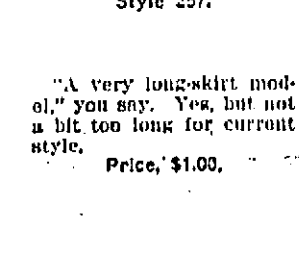 Style 257.
"A very long-skirt mod-
el," you say. Yes, but not
a bit too long for current
style.
Price, $1.00.